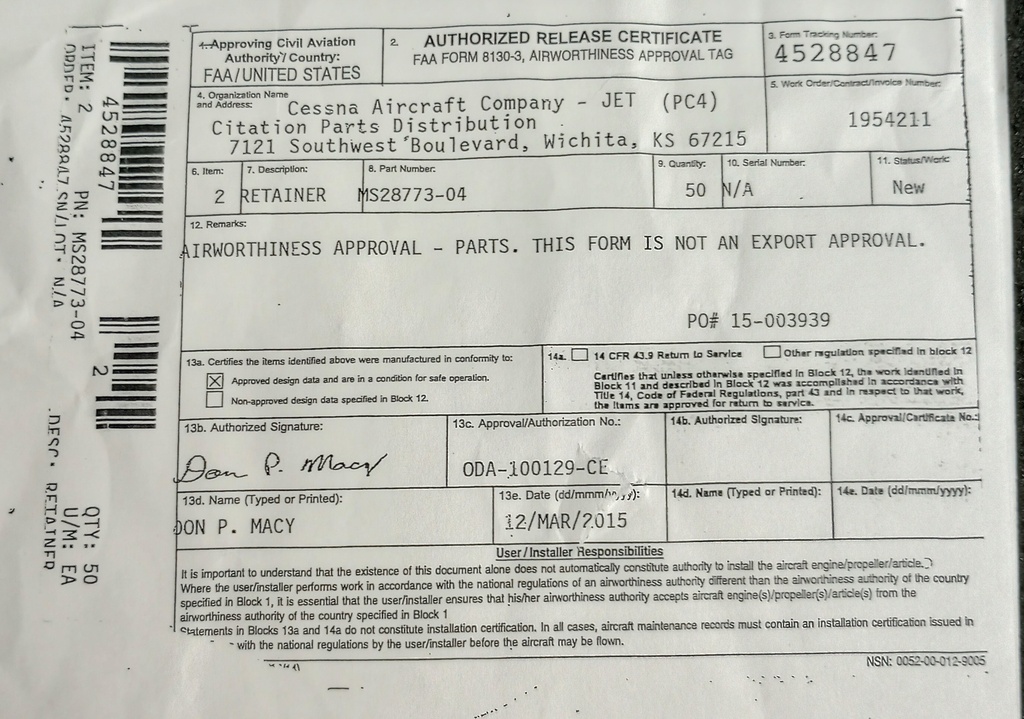 1. Approving Civil Aviation
Authority/Country:
FAA/UNITED STATES
2.
AUTHORIZED RELEASE CERTIFICATE
FAA FORM 8130-3, AIRWORTHINESS APPROVAL TAG
3. Form Tracking Number:
4528847
4. Organization Name
and Address:
Cessna Aircraft Company - JET (PC4)
Citation Parts Distribution
7121 Southwest Boulevard, Wichita, KS 67215
5. Work Order/Contract/Invoice Number:
1954211
6. Item:
2
7. Description:
RETAINER
8. Part Number:
MS28773-04
9. Quantity:
50
10. Serial Number:
N/A
11. Status/Work:
New
12. Remarks:
AIRWORTHINESS APPROVAL - PARTS. THIS FORM IS NOT AN EXPORT APPROVAL.
PO# 15-003939
13a. Certifies the items identified above were manufactured in conformity to:
Approved design data and are in a condition for safe operation.
Non-approved design data specified in Block 12.
14a. 14 CFR 43.9 Return to Service Other regulation specified in block 12
Certifies that unless otherwise specified in Block 12, the work identified in
Block 11 and described in Block 12 was accomplished in accordance with
Title 14, Code of Federal Regulations, part 43 and in respect to that work,
the items are approved for return to service.
13b. Authorized Signature:
Don P. Macy
13c. Approval/Authorization No.:
ODA-100129-CE
14b. Authorized Signature:
14c. Approval/Certificate No.:
13d. Name (Typed or Printed):
DON P. MACY
13e. Date (dd/mmm/yyyy):
12/MAR/2015
14d. Name (Typed or Printed):
14e. Date (dd/mmm/yyyy):
User/Installer Responsibilities
It is important to understand that the existence of this document alone does not automatically constitute authority to install the aircraft engine/propeller/article.
Where the user/installer performs work in accordance with the national regulations of an airworthiness authority different than the airworthiness authority of the country
specified in Block 1, it is essential that the user/installer ensures that his/her airworthiness authority accepts aircraft engine(s)/propeller(s)/article(s) from the
airworthiness authority of the country specified in Block 1
Statements in Blocks 13a and 14a do not constitute installation certification. In all cases, aircraft maintenance records must contain an installation certification issued in
with the national regulations by the user/installer before the aircraft may be flown.
NSN: 0052-00-012-9005
4528847
2
ITEM: 2 PN: MS28773-04 QTY: 50
U/M: EA
4528847 SN/LOT: N/A DESC: RETAINER